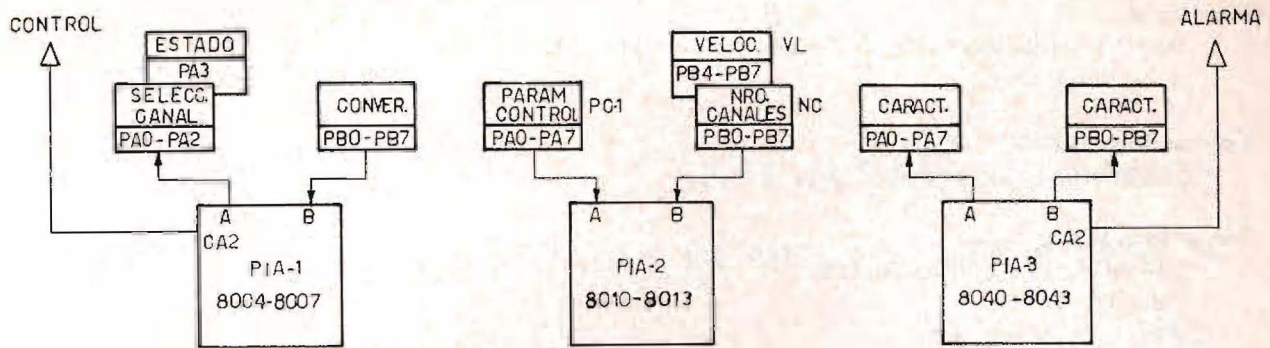 CONTROL
ALARMA
ESTADO
PA3
SELECC.
CANAL
PA0-PA2
CONVER.
PB0-PB7
PARAM
CONTROL
PA0-PA7
PC-1
VELOC.
VL
PB4-PB7
NRO.
CANALES
NC
PB0-PB7
CARACT.
PA0-PA7
CARACT.
PB0-PB7
A
B
CA2
PIA-1
8004-8007
A
B
PIA-2
8010-8013
A
B
CA2
PIA-3
8040-8043